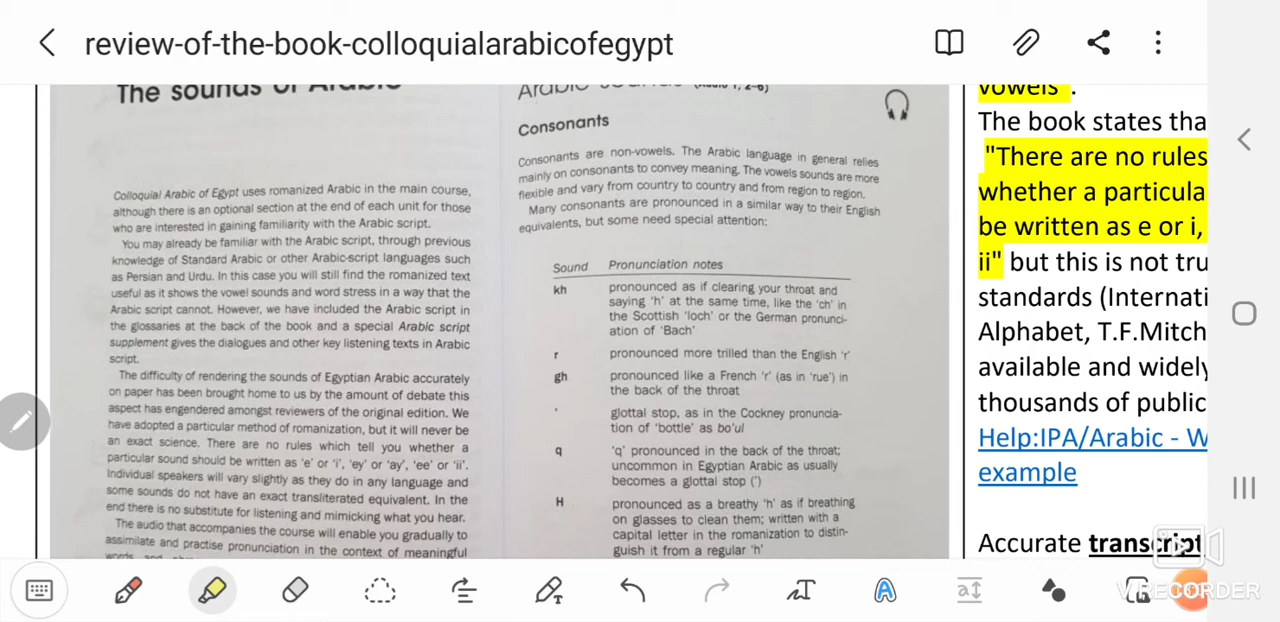 review-of-the-book-colloquialarabicofegypt
The sounds of Arabic
Colloquial Arabic of Egypt uses romanized Arabic in the main course,
although there is an optional section at the end of each unit for those
who are interested in gaining familiarity with the Arabic script.
You may already be familiar with the Arabic script, through previous
knowledge of Standard Arabic or other Arabic-script languages such
as Persian and Urdu. In this case you will still find the romanized text
useful as it shows the vowel sounds and word stress in a way that the
Arabic script cannot. However, we have included the Arabic script in
the glossaries at the back of the book and a special Arabic script
supplement gives the dialogues and other key listening texts in Arabic
script.
The difficulty of rendering the sounds of Egyptian Arabic accurately
on paper has been brought home to us by the amount of debate this
aspect has engendered amongst reviewers of the original edition. We
have adopted a particular method of romanization, but it will never be
an exact science. There are no rules which tell you whether a
particular sound should be written as 'e' or 'i', 'ey' or 'ay', 'ee' or 'ii'.
Individual speakers will vary slightly as they do in any language and
some sounds do not have an exact transliterated equivalent. In the
end there is no substitute for listening and mimicking what you hear.
The audio that accompanies the course will enable you gradually to
assimilate and practise pronunciation in the context of meaningful
words and
Arabic (Audio 1, 2–6)
Consonants
Consonants are non-vowels. The Arabic language in general relies
mainly on consonants to convey meaning. The vowels sounds are more
flexible and vary from country to country and from region to region.
Many consonants are pronounced in a similar way to their English
equivalents, but some need special attention:
Sound Pronunciation notes
kh pronounced as if clearing your throat and
saying 'h' at the same time, like the 'ch' in
the Scottish 'loch' or the German pronunci-
ation of 'Bach'
r pronounced more trilled than the English 'r'
gh pronounced like a French 'r' (as in 'rue') in
the back of the throat
' glottal stop, as in the Cockney pronuncia-
tion of 'bottle' as bo'ul
q 'q' pronounced in the back of the throat;
uncommon in Egyptian Arabic as usually
becomes a glottal stop (')
H pronounced as a breathy 'h' as if breathing
on glasses to clean them; written with a
capital letter in the romanization to distin-
guish it from a regular 'h'
vowels".
The book states tha
"There are no rules
whether a particula
be written as e or i,
ii" but this is not tru
standards (Internati
Alphabet, T.F.Mitch
available and widely
thousands of public
Help:IPA/Arabic - W
example
Accurate transcript
V RECORDER